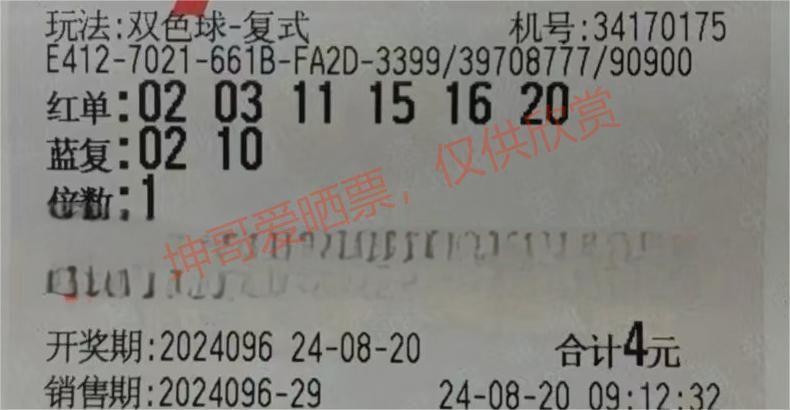 玩法:双色球-复式 机号:34170175
E412-7021-661B-FA2D-3399/39708777/90900
红单:02 03 11 15 16 20
蓝复:02 10
倍数:1
坤哥爱晒票，仅供欣赏
开奖期:2024096 24-08-20 合计4元
销售期:2024096-29 24-08-20 09:12:32